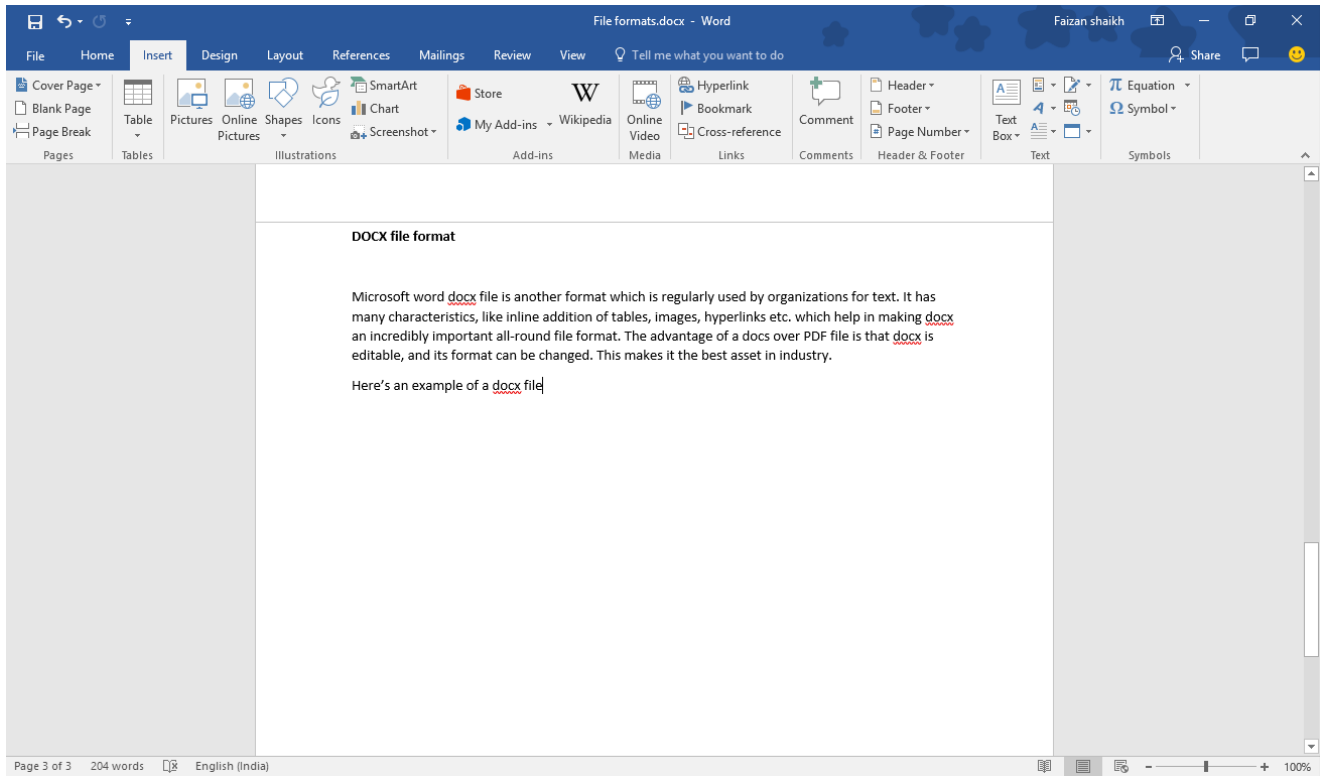 File formats.docx - Word
Faizan shaikh
File Home Insert Design Layout References Mailings Review View Tell me what you want to do Share
Cover Page
Blank Page
Page Break
Pages
Table
Tables
Pictures
Online Pictures
Shapes
Icons
SmartArt
Chart
Screenshot
Illustrations
Store
My Add-ins
W
Wikipedia
Add-ins
Online Video
Media
Hyperlink
Bookmark
Cross-reference
Links
Comment
Comments
Header
Footer
Page Number
Header & Footer
A
Text Box
A
A
Text
π Equation
Ω Symbol
Symbols
DOCX file format
Microsoft word docx file is another format which is regularly used by organizations for text. It has
many characteristics, like inline addition of tables, images, hyperlinks etc. which help in making docx
an incredibly important all-round file format. The advantage of a docs over PDF file is that docx is
editable, and its format can be changed. This makes it the best asset in industry.
Here’s an example of a docx file
Page 3 of 3 204 words English (India) - + 100%